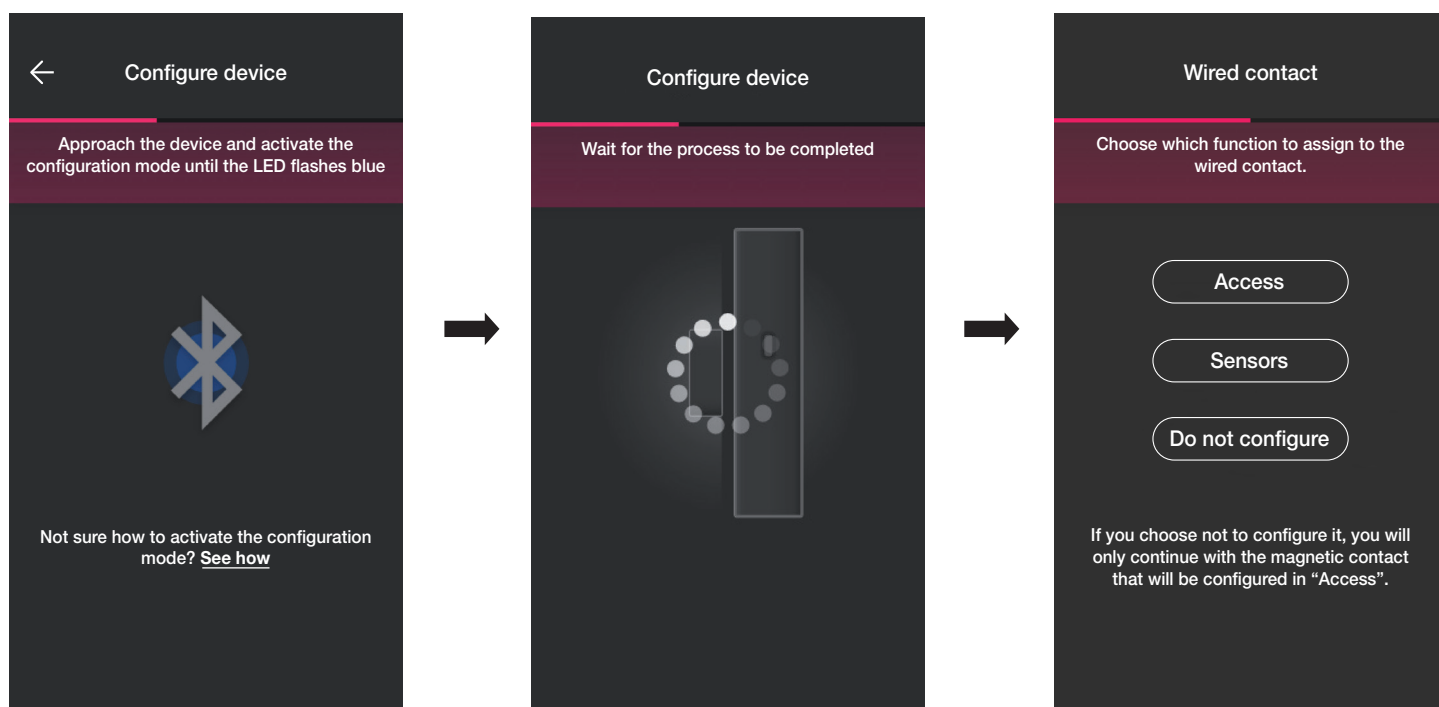 Configure device
Approach the device and activate the
configuration mode until the LED flashes blue
Not sure how to activate the configuration
mode? See how
Configure device
Wait for the process to be completed
Wired contact
Choose which function to assign to the
wired contact.
Access
Sensors
Do not configure
If you choose not to configure it, you will
only continue with the magnetic contact
that will be configured in “Access”.